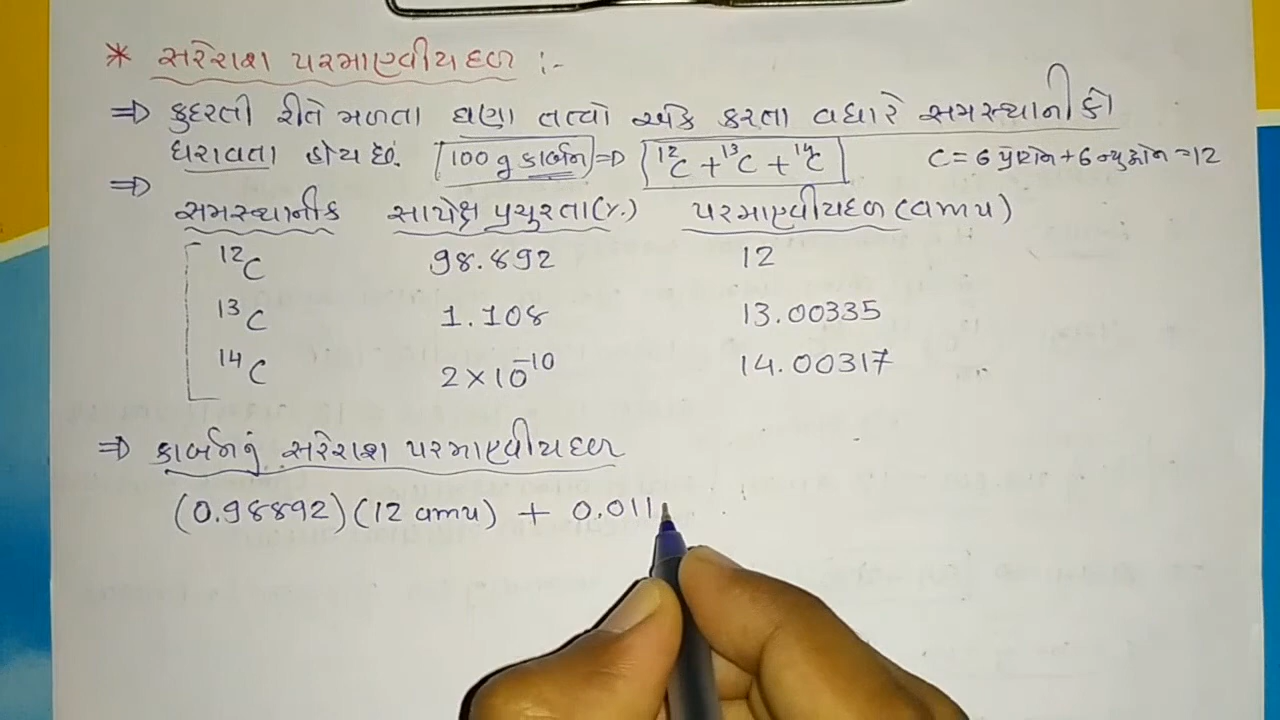 * સરેરાશ પરમાણ્વીયદળ :-
⇒ કુદરતી રીતે મળતા ઘણા તત્વો એક કરતા વધારે સમસ્થાનીકો
ધરાવતા હોય છે. 100 g કાર્બન ⇒ ¹²C + ¹³C + ¹⁴C C = 6 પ્રોટોન + 6 ન્યુટ્રોન = 12
⇒
સમસ્થાનીક સાપેક્ષ પ્રચુરતા(%) પરમાણ્વીયદળ (amu)
¹²C 98.892 12
¹³C 1.108 13.00335
¹⁴C 2 × 10⁻¹⁰ 14.00317
⇒ કાર્બનનું સરેરાશ પરમાણ્વીયદળ
(0.98892) (12 amu) + 0.011